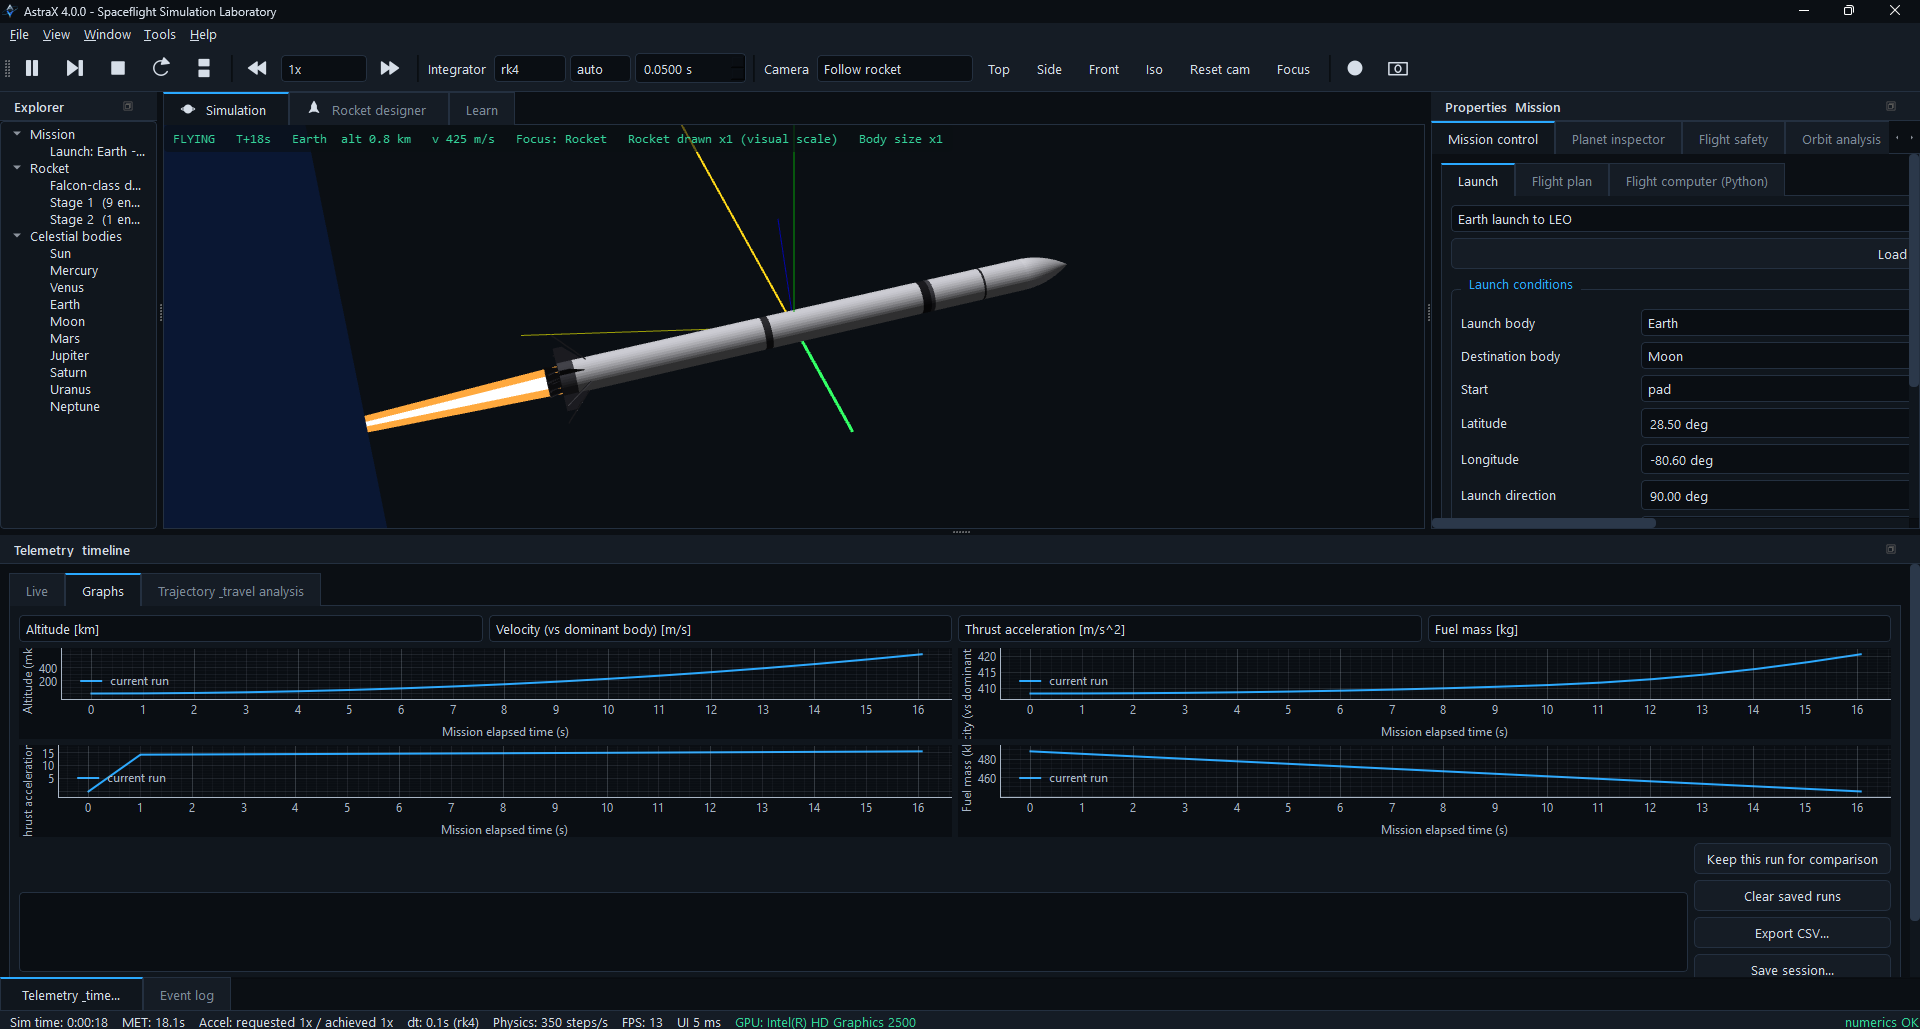 AstraX 4.0.0 - Spaceflight Simulation Laboratory
File View Window Tools Help
1x Integrator rk4 auto 0.0500 s Camera Follow rocket Top Side Front Iso Reset cam Focus
Explorer
Mission
Launch: Earth -...
Rocket
Falcon-class d...
Stage 1 (9 en...
Stage 2 (1 en...
Celestial bodies
Sun
Mercury
Venus
Earth
Moon
Mars
Jupiter
Saturn
Uranus
Neptune
Simulation Rocket designer Learn
FLYING T+18s Earth alt 0.8 km v 425 m/s Focus: Rocket Rocket drawn x1 (visual scale) Body size x1
Properties Mission
Mission control Planet inspector Flight safety Orbit analysis
Launch Flight plan Flight computer (Python)
Earth launch to LEO
Load
Launch conditions
Launch body Earth
Destination body Moon
Start pad
Latitude 28.50 deg
Longitude -80.60 deg
Launch direction 90.00 deg
Telemetry timeline
Live Graphs Trajectory _travel analysis
Altitude [km] Velocity (vs dominant body) [m/s] Thrust acceleration [m/s^2] Fuel mass [kg]
Altitude (mk
400
200
current run
0 1 2 3 4 5 6 7 8 9 10 11 12 13 14 15 16
Mission elapsed time (s)
city (vs dominant
420
415
410
current run
0 1 2 3 4 5 6 7 8 9 10 11 12 13 14 15 16
Mission elapsed time (s)
hrust acceleration
15
10
5
current run
0 1 2 3 4 5 6 7 8 9 10 11 12 13 14 15 16
Mission elapsed time (s)
Fuel mass (kl
480
460
current run
0 1 2 3 4 5 6 7 8 9 10 11 12 13 14 15 16
Mission elapsed time (s)
Keep this run for comparison
Clear saved runs
Export CSV...
Save session...
Telemetry _time... Event log
Sim time: 0:00:18 MET: 18.1s Accel: requested 1x / achieved 1x dt: 0.1s (rk4) Physics: 350 steps/s FPS: 13 UI 5 ms GPU: Intel(R) HD Graphics 2500 numerics OK